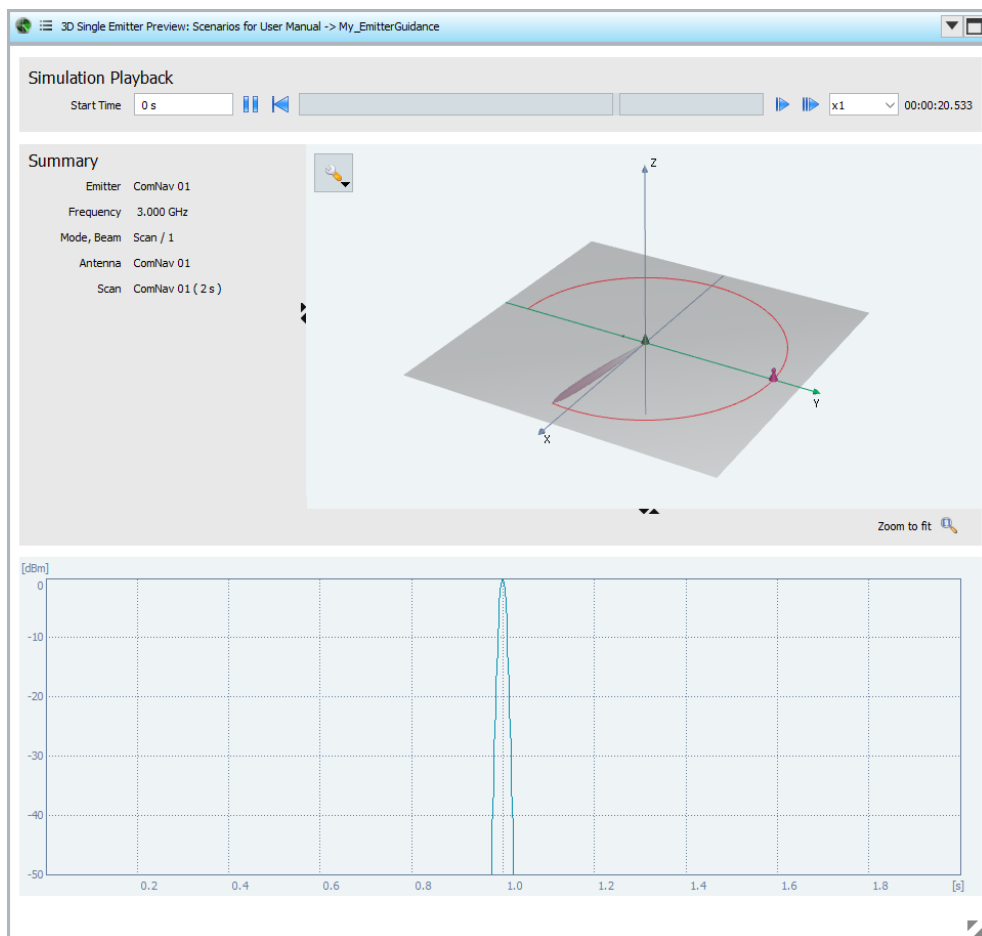 3D Single Emitter Preview: Scenarios for User Manual -> My_EmitterGuidance
Simulation Playback
Start Time 0 s x1 00:00:20.533
Summary
Emitter ComNav 01
Frequency 3.000 GHz
Mode, Beam Scan / 1
Antenna ComNav 01
Scan ComNav 01 ( 2 s )
Z
Y
X
Zoom to fit
[dBm]
0
-10
-20
-30
-40
-50
0.2 0.4 0.6 0.8 1.0 1.2 1.4 1.6 1.8 [s]